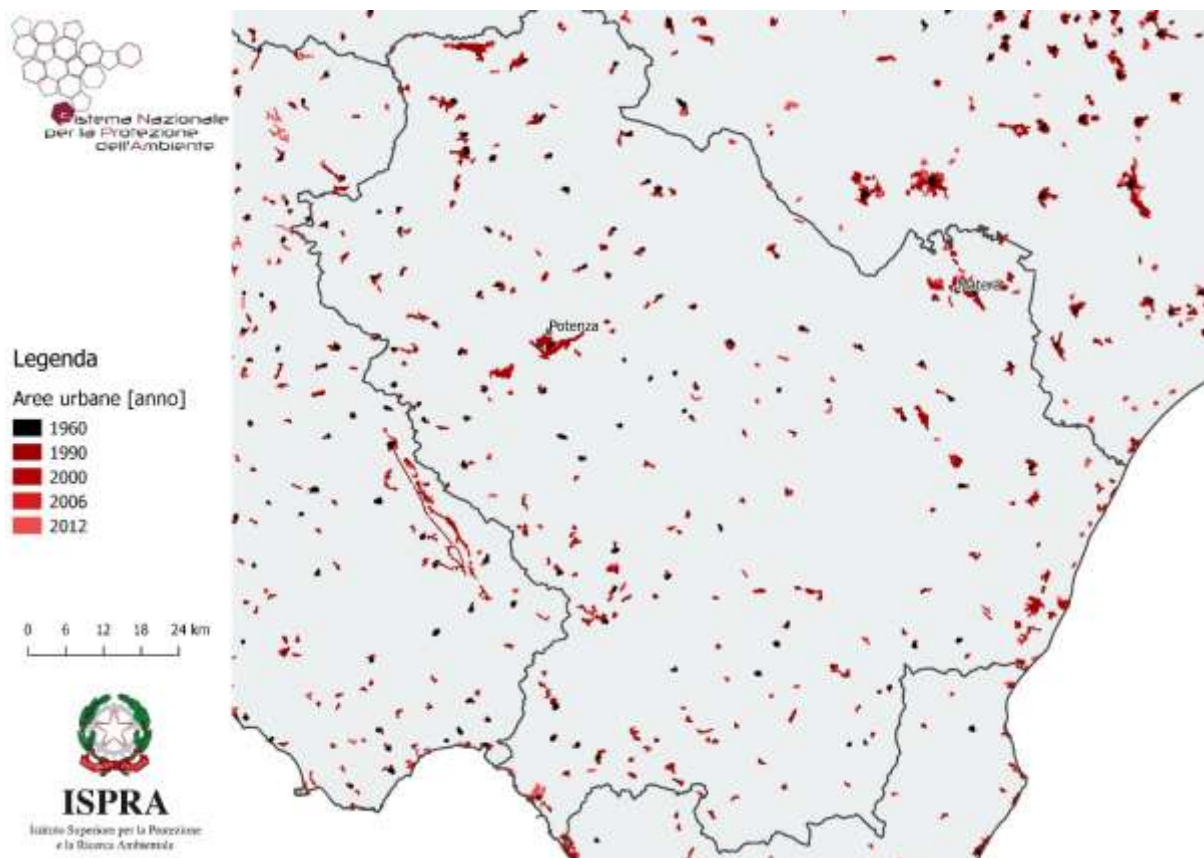 Sistema Nazionale
per la Protezione
dell'Ambiente
Potenza
Matera
Legenda
Aree urbane [anno]
1960
1990
2000
2006
2012
0 6 12 18 24 km
ISPRA
Istituto Superiore per la Protezione
e la Ricerca Ambientale